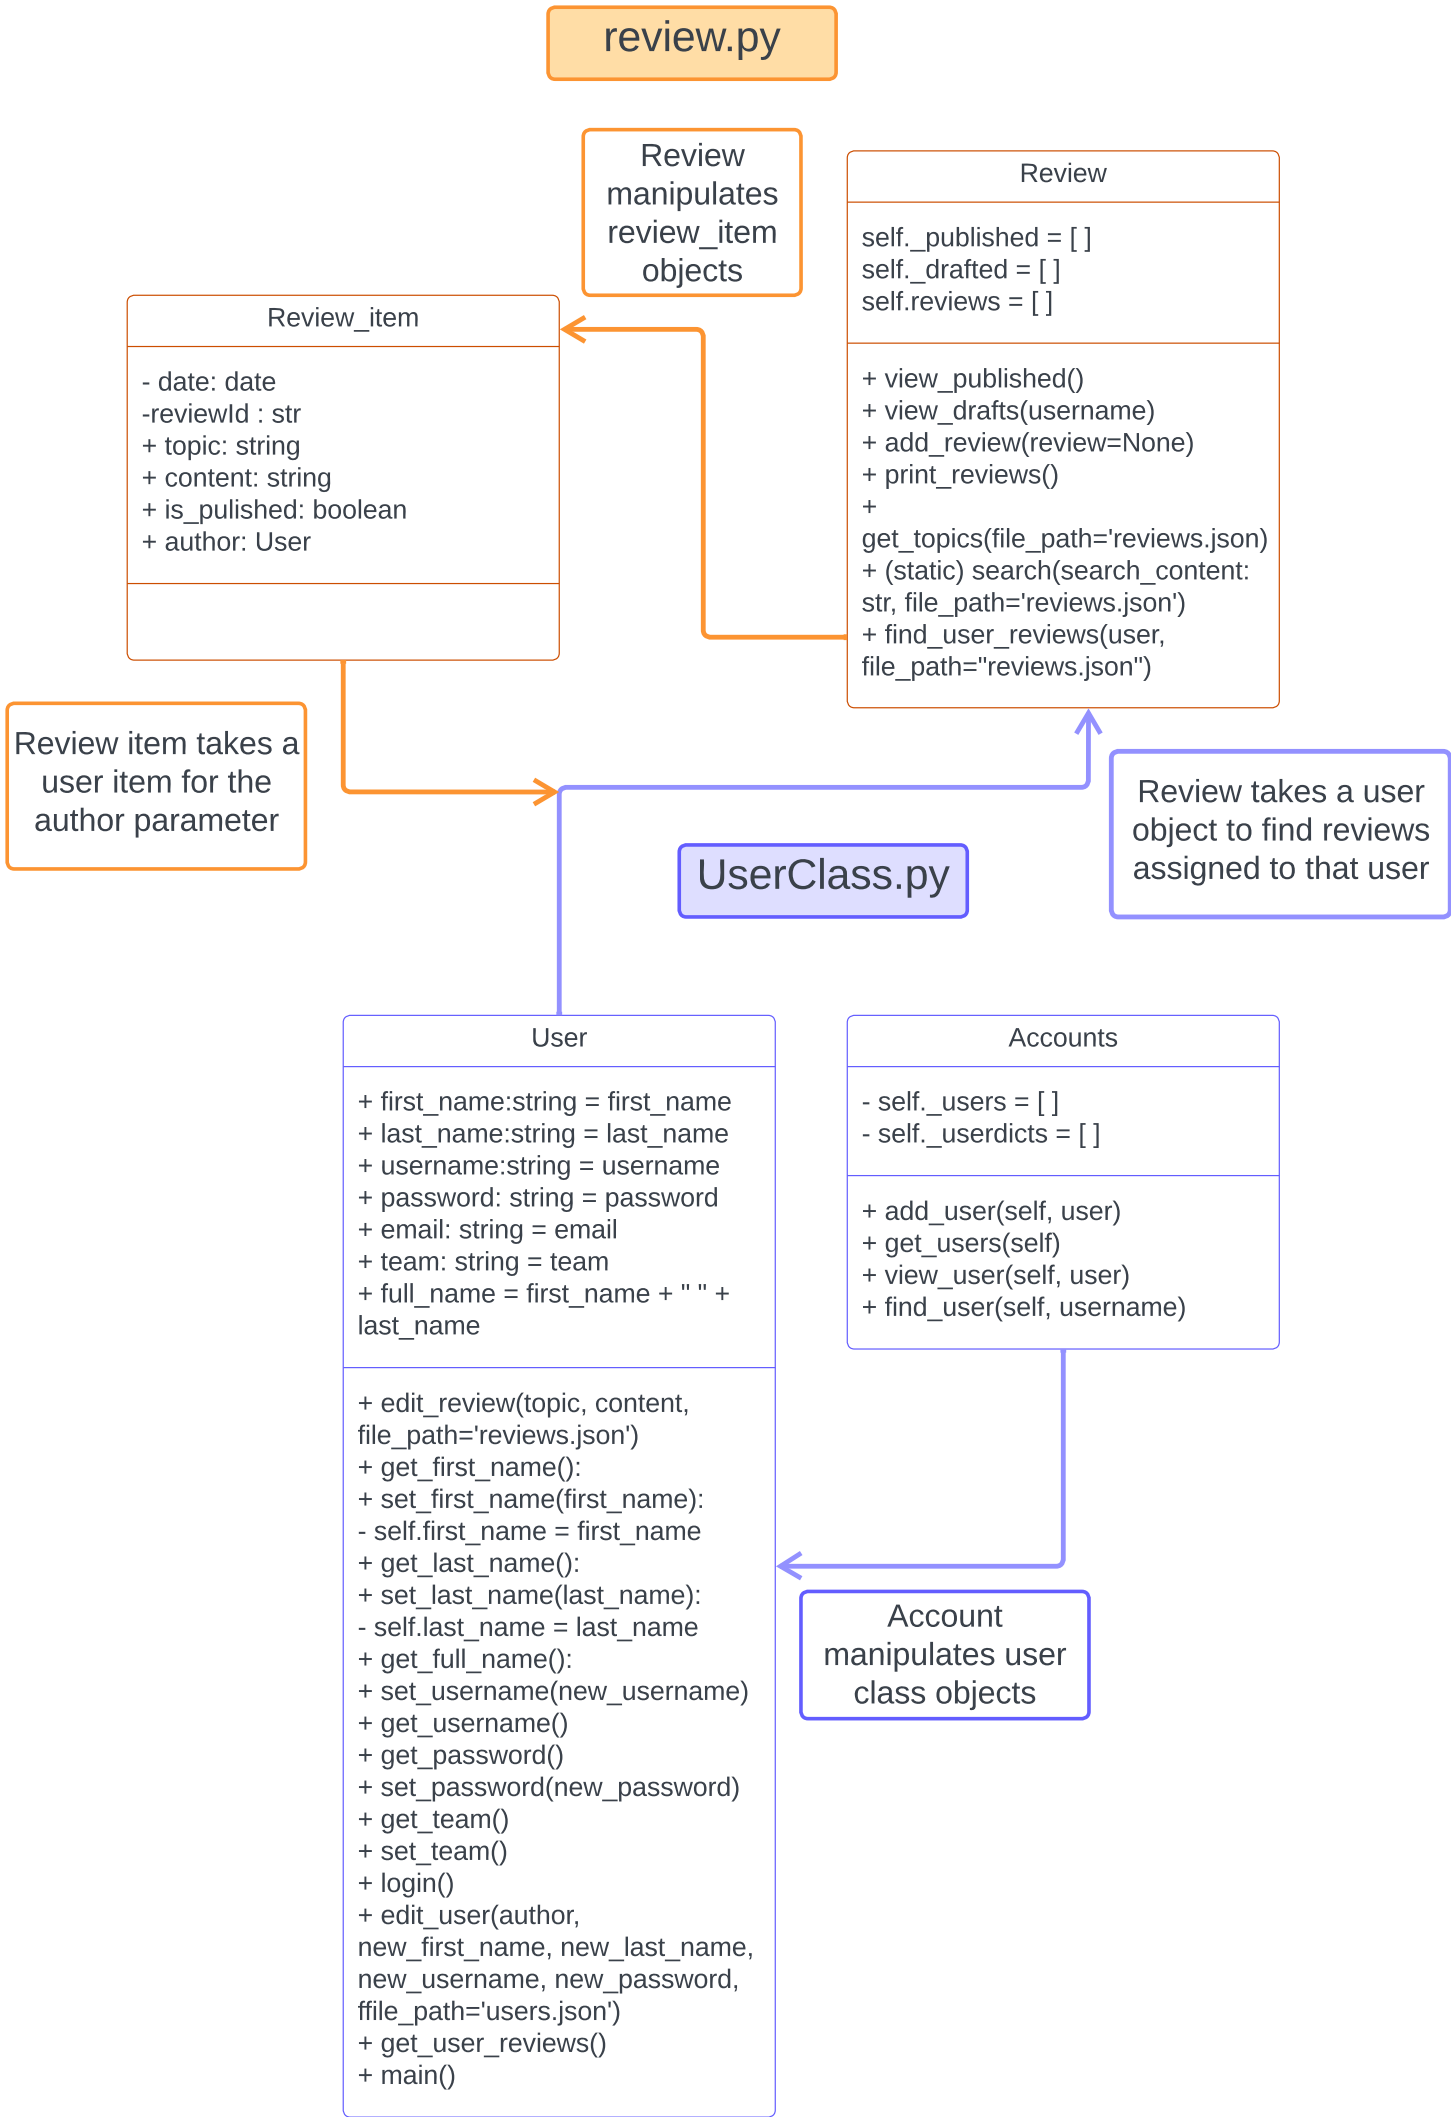 review.py
Review
manipulates
review_item
objects
Review
self._published = [ ]
self._drafted = [ ]
self.reviews = [ ]
+ view_published()
+ view_drafts(username)
+ add_review(review=None)
+ print_reviews()
+
get_topics(file_path='reviews.json)
+ (static) search(search_content:
str, file_path='reviews.json')
+ find_user_reviews(user,
file_path="reviews.json")
Review_item
- date: date
-reviewId : str
+ topic: string
+ content: string
+ is_pulished: boolean
+ author: User
Review item takes a
user item for the
author parameter
Review takes a user
object to find reviews
assigned to that user
UserClass.py
User
+ first_name:string = first_name
+ last_name:string = last_name
+ username:string = username
+ password: string = password
+ email: string = email
+ team: string = team
+ full_name = first_name + " " +
last_name
+ edit_review(topic, content,
file_path='reviews.json')
+ get_first_name():
+ set_first_name(first_name):
- self.first_name = first_name
+ get_last_name():
+ set_last_name(last_name):
- self.last_name = last_name
+ get_full_name():
+ set_username(new_username)
+ get_username()
+ get_password()
+ set_password(new_password)
+ get_team()
+ set_team()
+ login()
+ edit_user(author,
new_first_name, new_last_name,
new_username, new_password,
ffile_path='users.json')
+ get_user_reviews()
+ main()
Accounts
- self._users = [ ]
- self._userdicts = [ ]
+ add_user(self, user)
+ get_users(self)
+ view_user(self, user)
+ find_user(self, username)
Account
manipulates user
class objects